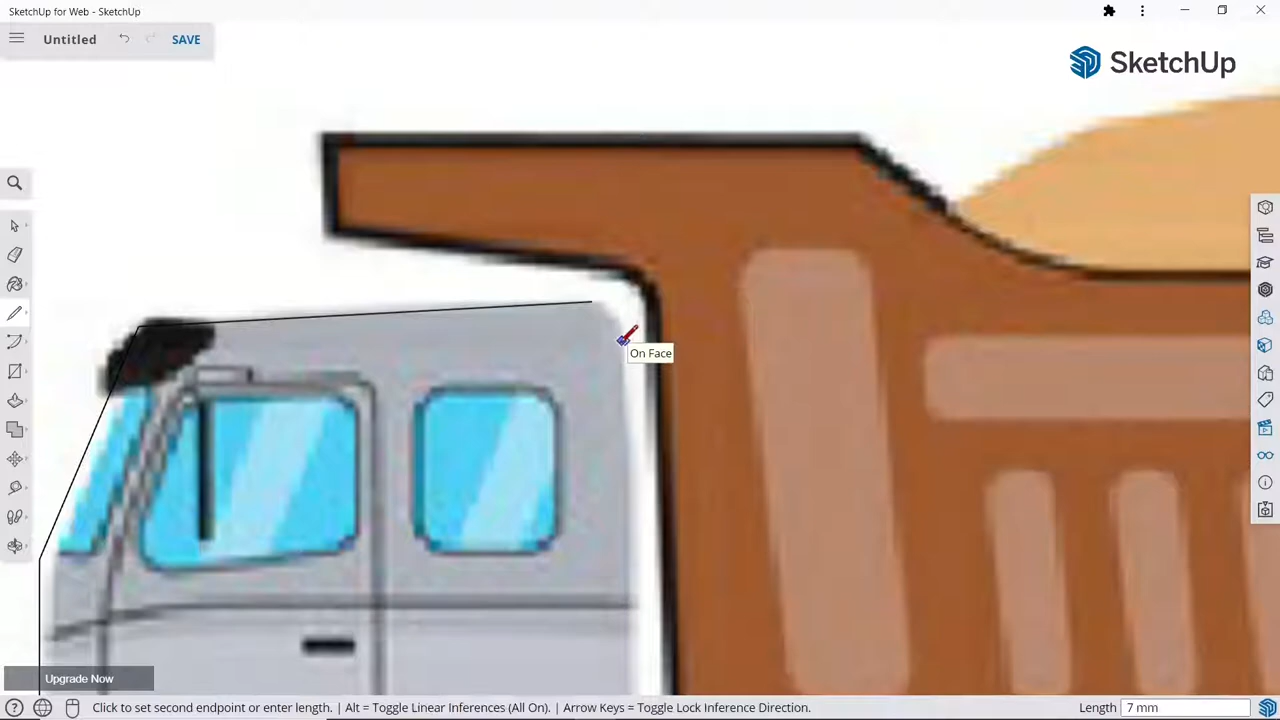 SketchUp for Web - SketchUp
Untitled SAVE
SketchUp
On Face
Upgrade Now
Click to set second endpoint or enter length. | Alt = Toggle Linear Inferences (All On). | Arrow Keys = Toggle Lock Inference Direction. Length 7 mm